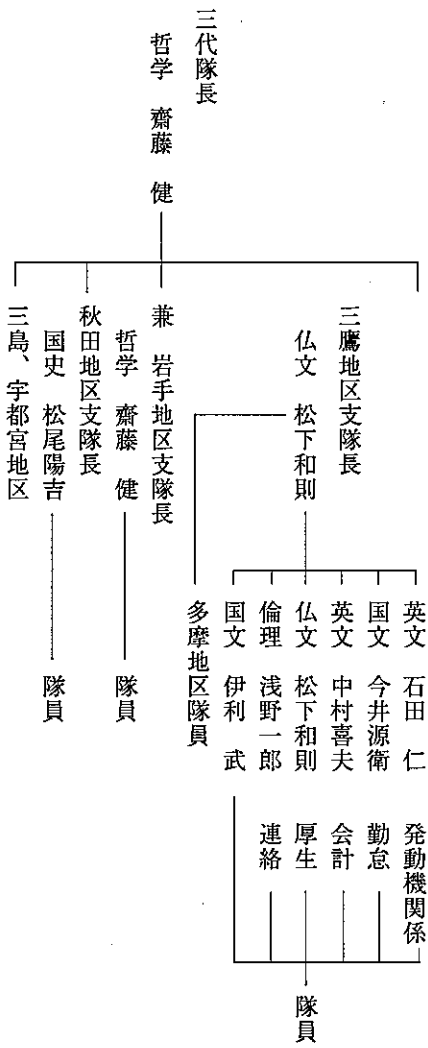 三代隊長
哲学 齋藤 健
三鷹地区支隊長
仏文 松下和則
英文 石田 仁 発動機関係
国文 今井源衛 勤怠
英文 中村喜夫 会計
仏文 松下和則 厚生
倫理 浅野一郎 連絡
国文 伊利 武
隊員
多摩地区隊員
兼 岩手地区支隊長
哲学 齋藤 健 隊員
秋田地区支隊長
国史 松尾陽吉 隊員
三島、宇都宮地区